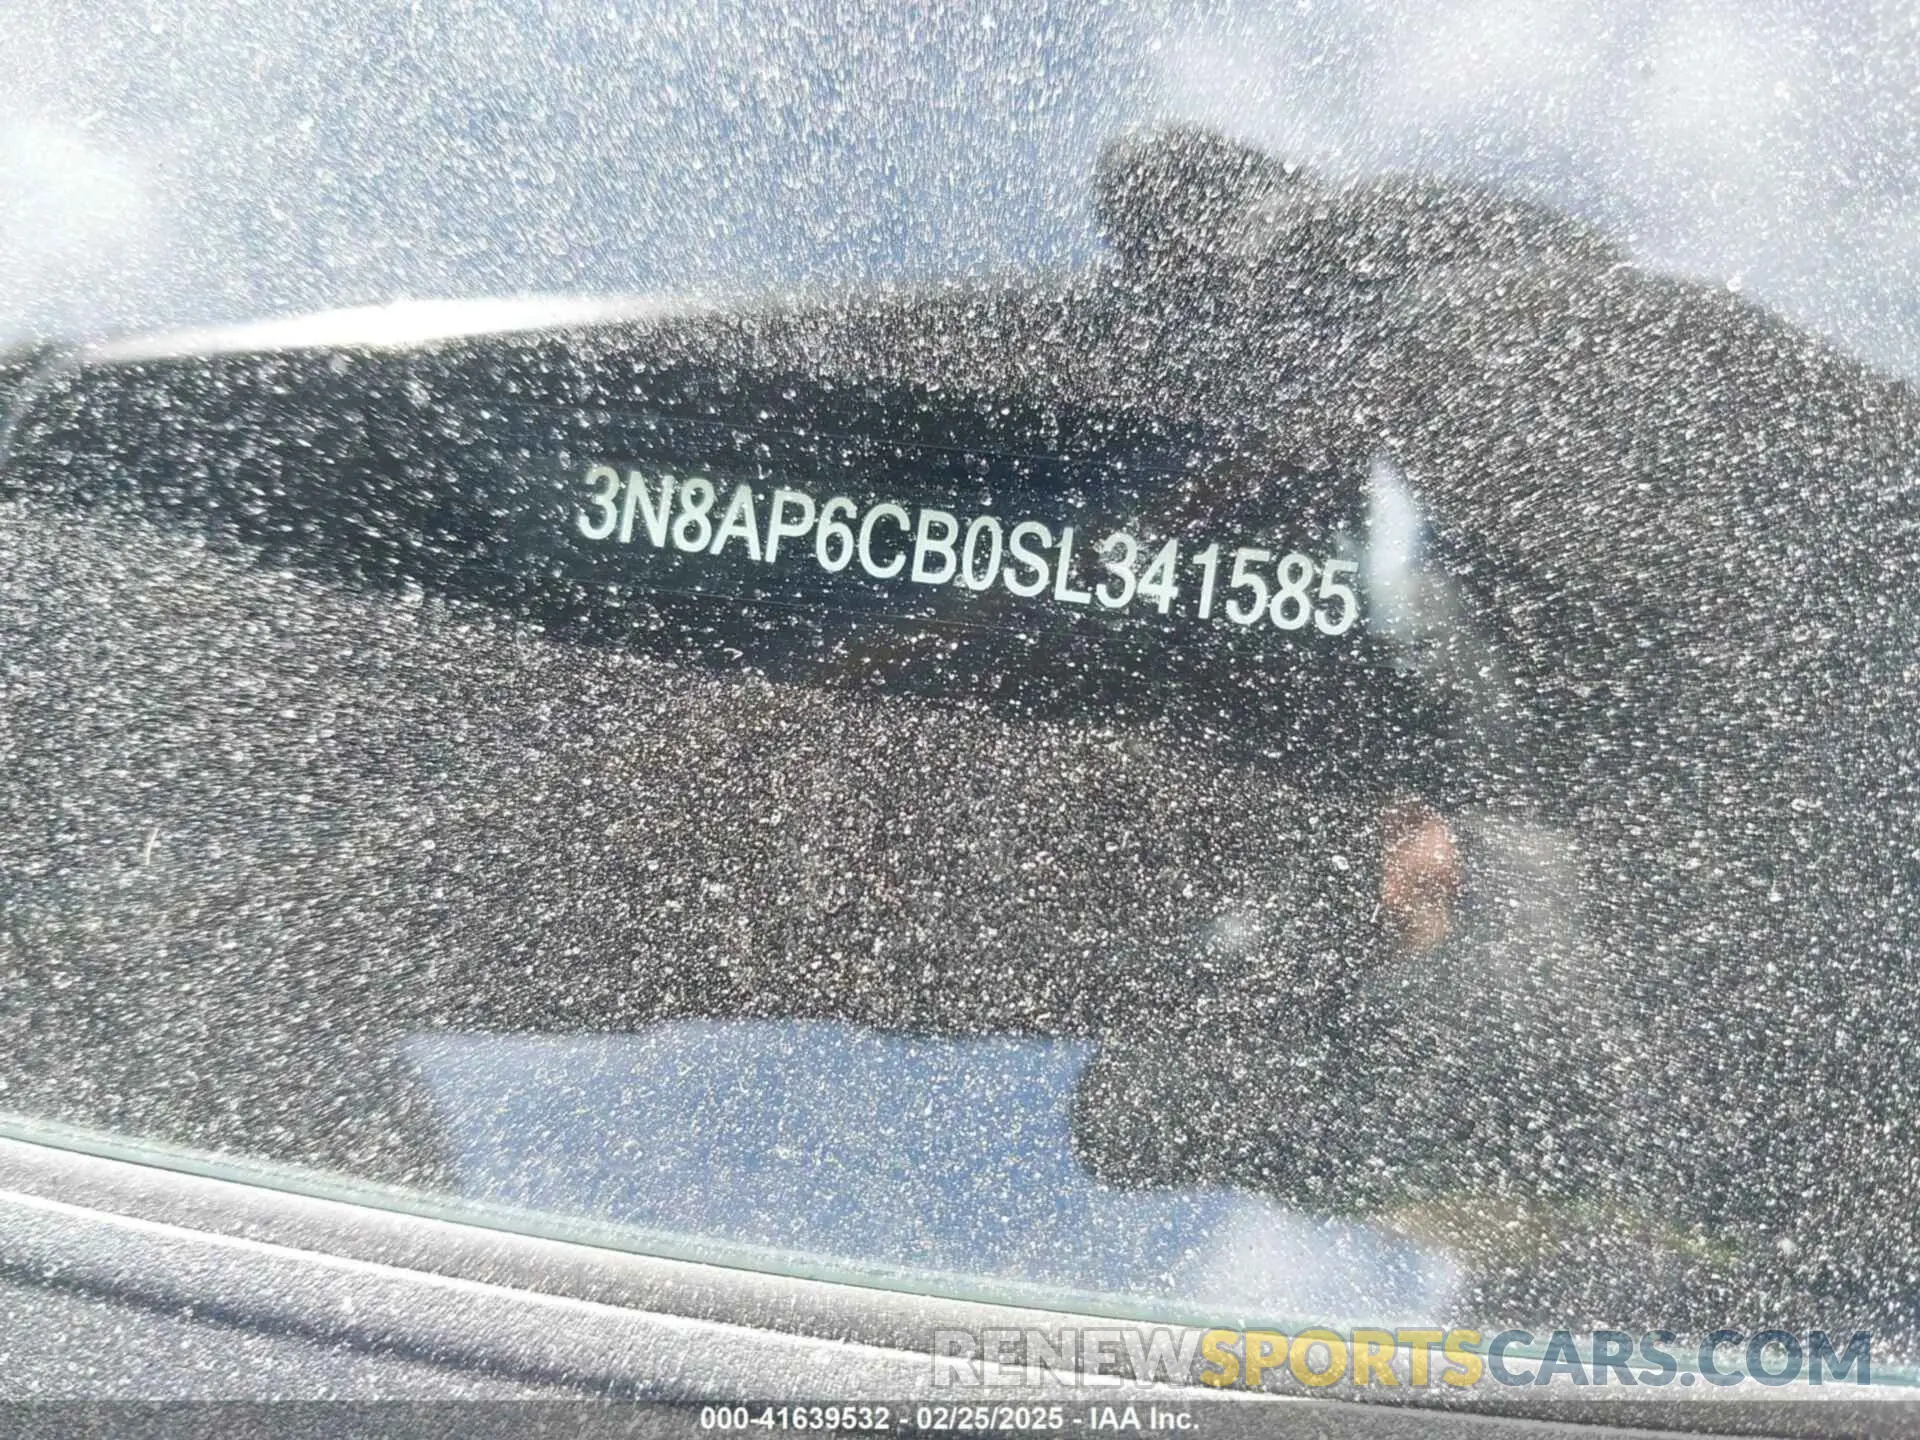 3N8AP6CB0SL341585
RENEWSPORTSCARS.COM
000-41639532 - 02/25/2025 - IAA Inc.